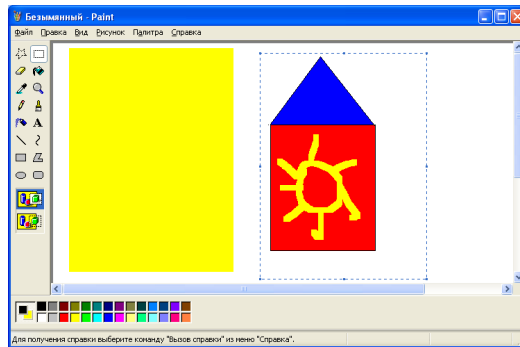 Безымянный - Paint
Файл Правка Вид Рисунок Палитра Справка
A
Для получения справки выберите команду "Вызов справки" из меню "Справка".